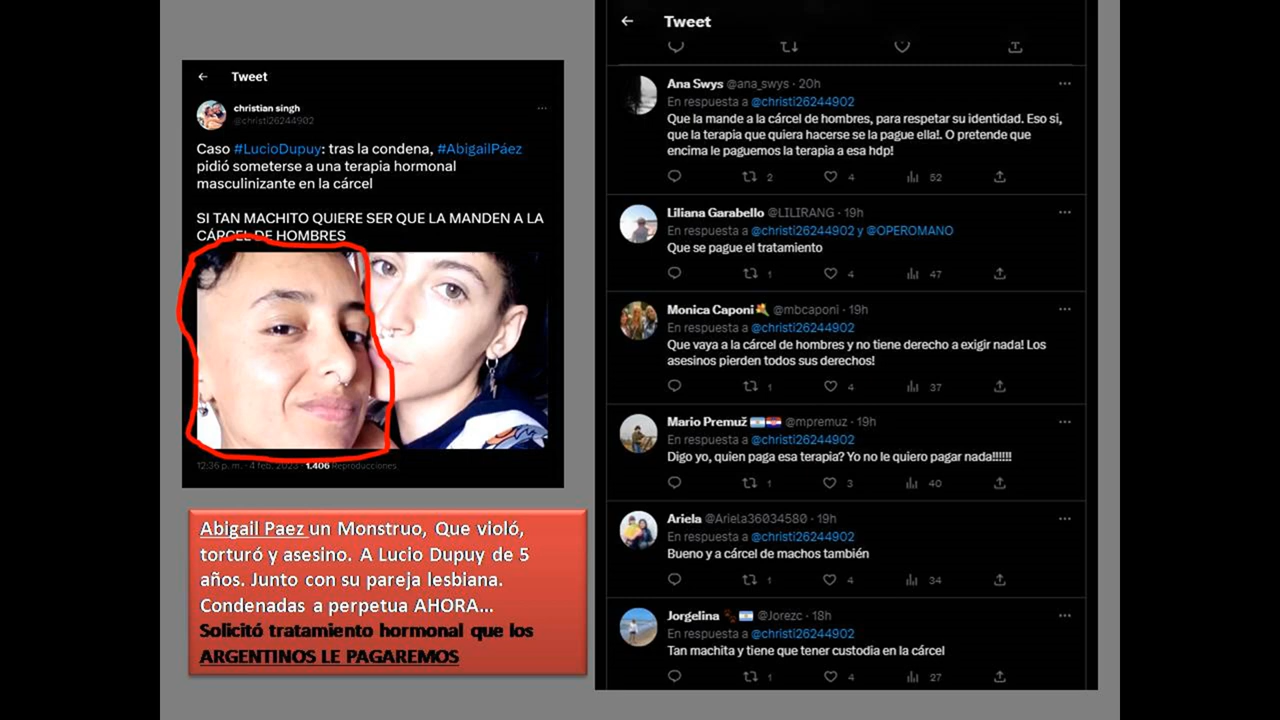 Tweet
christian singh
@christi26244902
Caso #LucioDupuy: tras la condena, #AbigailPáez
pidió someterse a una terapia hormonal
masculinizante en la cárcel
SI TAN MACHITO QUIERE SER QUE LA MANDEN A LA
CÁRCEL DE HOMBRES
12:36 p. m. · 4 feb. 2023 · 1.406 Reproducciones
Abigail Paez un Monstruo, Que violó,
torturó y asesino. A Lucio Dupuy de 5
años. Junto con su pareja lesbiana.
Condenadas a perpetua AHORA...
Solicitó tratamiento hormonal que los
ARGENTINOS LE PAGAREMOS
Tweet
Ana Swys @ana_swys · 20h
En respuesta a @christi26244902
Que la mande a la cárcel de hombres, para respetar su identidad. Eso si,
que la terapia que quiera hacerse se la pague ella!. O pretende que
encima le paguemos la terapia a esa hdp!
2 4 52
Liliana Garabello @LILIRANG · 19h
En respuesta a @christi26244902 y @OPEROMANO
Que se pague el tratamiento
1 4 47
Monica Caponi @mbcaponi · 19h
En respuesta a @christi26244902
Que vaya a la cárcel de hombres y no tiene derecho a exigir nada! Los
asesinos pierden todos sus derechos!
1 4 37
Mario Premuž @mpremuz · 19h
En respuesta a @christi26244902
Digo yo, quien paga esa terapia? Yo no le quiero pagar nada!!!!!!
1 3 40
Ariela @Ariela36034580 · 19h
En respuesta a @christi26244902
Bueno y a cárcel de machos también
1 4 34
Jorgelina @Jorezc · 18h
En respuesta a @christi26244902
Tan machita y tiene que tener custodia en la cárcel
1 4 27